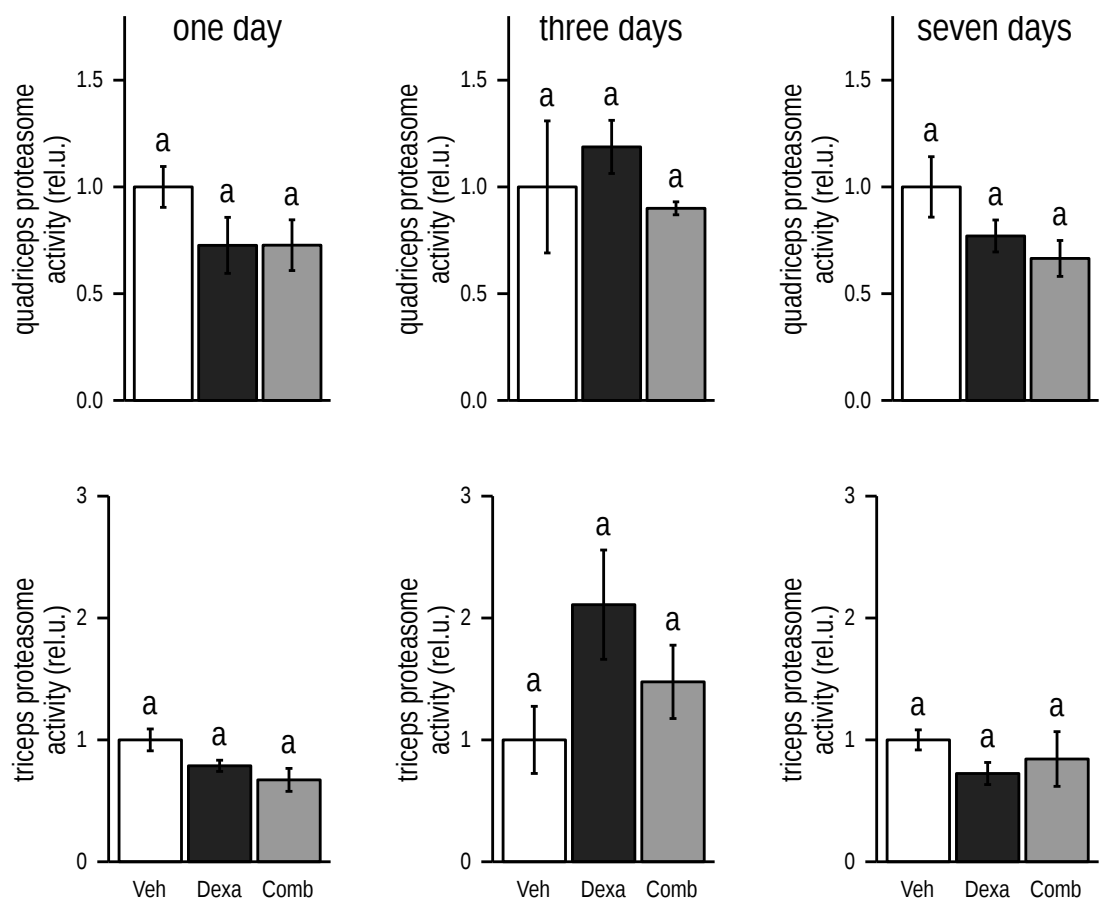 one day
three days
seven days
quadriceps proteasome
activity (rel.u.)
1.5
1.0
0.5
0.0
a
a
a
quadriceps proteasome
activity (rel.u.)
1.5
1.0
0.5
0.0
a
a
a
quadriceps proteasome
activity (rel.u.)
1.5
1.0
0.5
0.0
a
a
a
triceps proteasome
activity (rel.u.)
3
2
1
0
a
a
a
Veh Dexa Comb
triceps proteasome
activity (rel.u.)
3
2
1
0
a
a
a
Veh Dexa Comb
triceps proteasome
activity (rel.u.)
3
2
1
0
a
a
a
Veh Dexa Comb